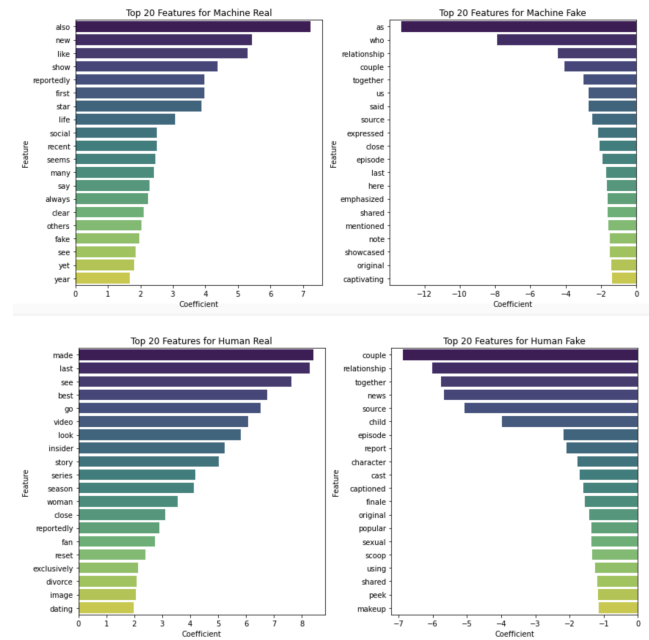 Top 20 Features for Machine Real
also
new
like
show
reportedly
first
star
life
social
recent
seems
many
say
always
clear
others
fake
see
yet
year
Feature
0 1 2 3 4 5 6 7
Coefficient
Top 20 Features for Machine Fake
as
who
relationship
couple
together
us
said
source
expressed
close
episode
last
here
emphasized
shared
mentioned
note
showcased
original
captivating
Feature
−12 −10 −8 −6 −4 −2 0
Coefficient
Top 20 Features for Human Real
made
last
see
best
go
video
look
insider
story
series
season
woman
close
reportedly
fan
reset
exclusively
divorce
image
dating
Feature
0 1 2 3 4 5 6 7 8
Coefficient
Top 20 Features for Human Fake
couple
relationship
together
news
source
child
episode
report
character
cast
captioned
finale
original
popular
sexual
scoop
using
shared
peek
makeup
Feature
−7 −6 −5 −4 −3 −2 −1 0
Coefficient